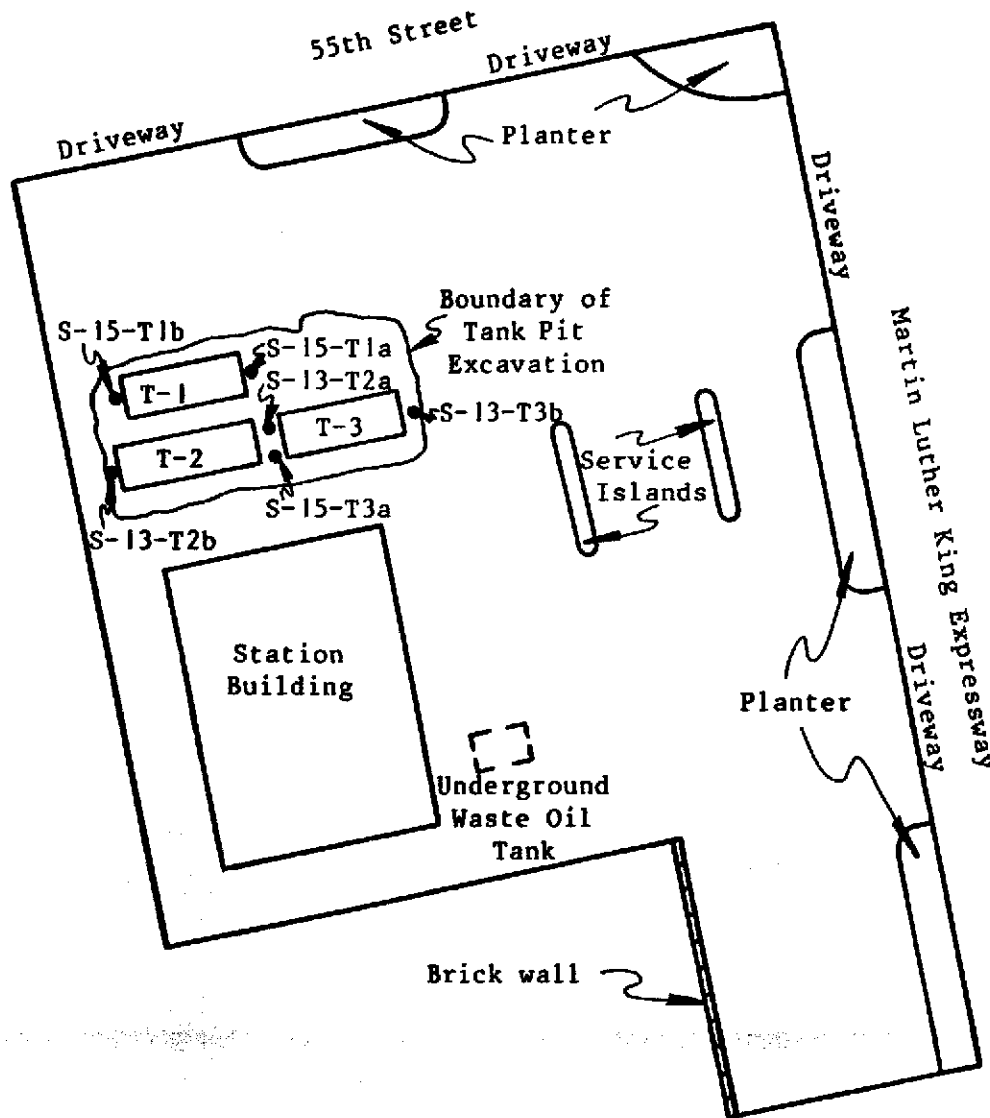 55th Street
Driveway
Driveway
Planter
Driveway
Boundary of
Tank Pit
Excavation
S-15-T1b
S-15-T1a
S-13-T2a
T-1
T-3
S-13-T3b
T-2
S-15-T3a
S-13-T2b
Service
Islands
Martin Luther King Expressway
Station
Building
Driveway
Planter
Underground
Waste Oil
Tank
Brick wall